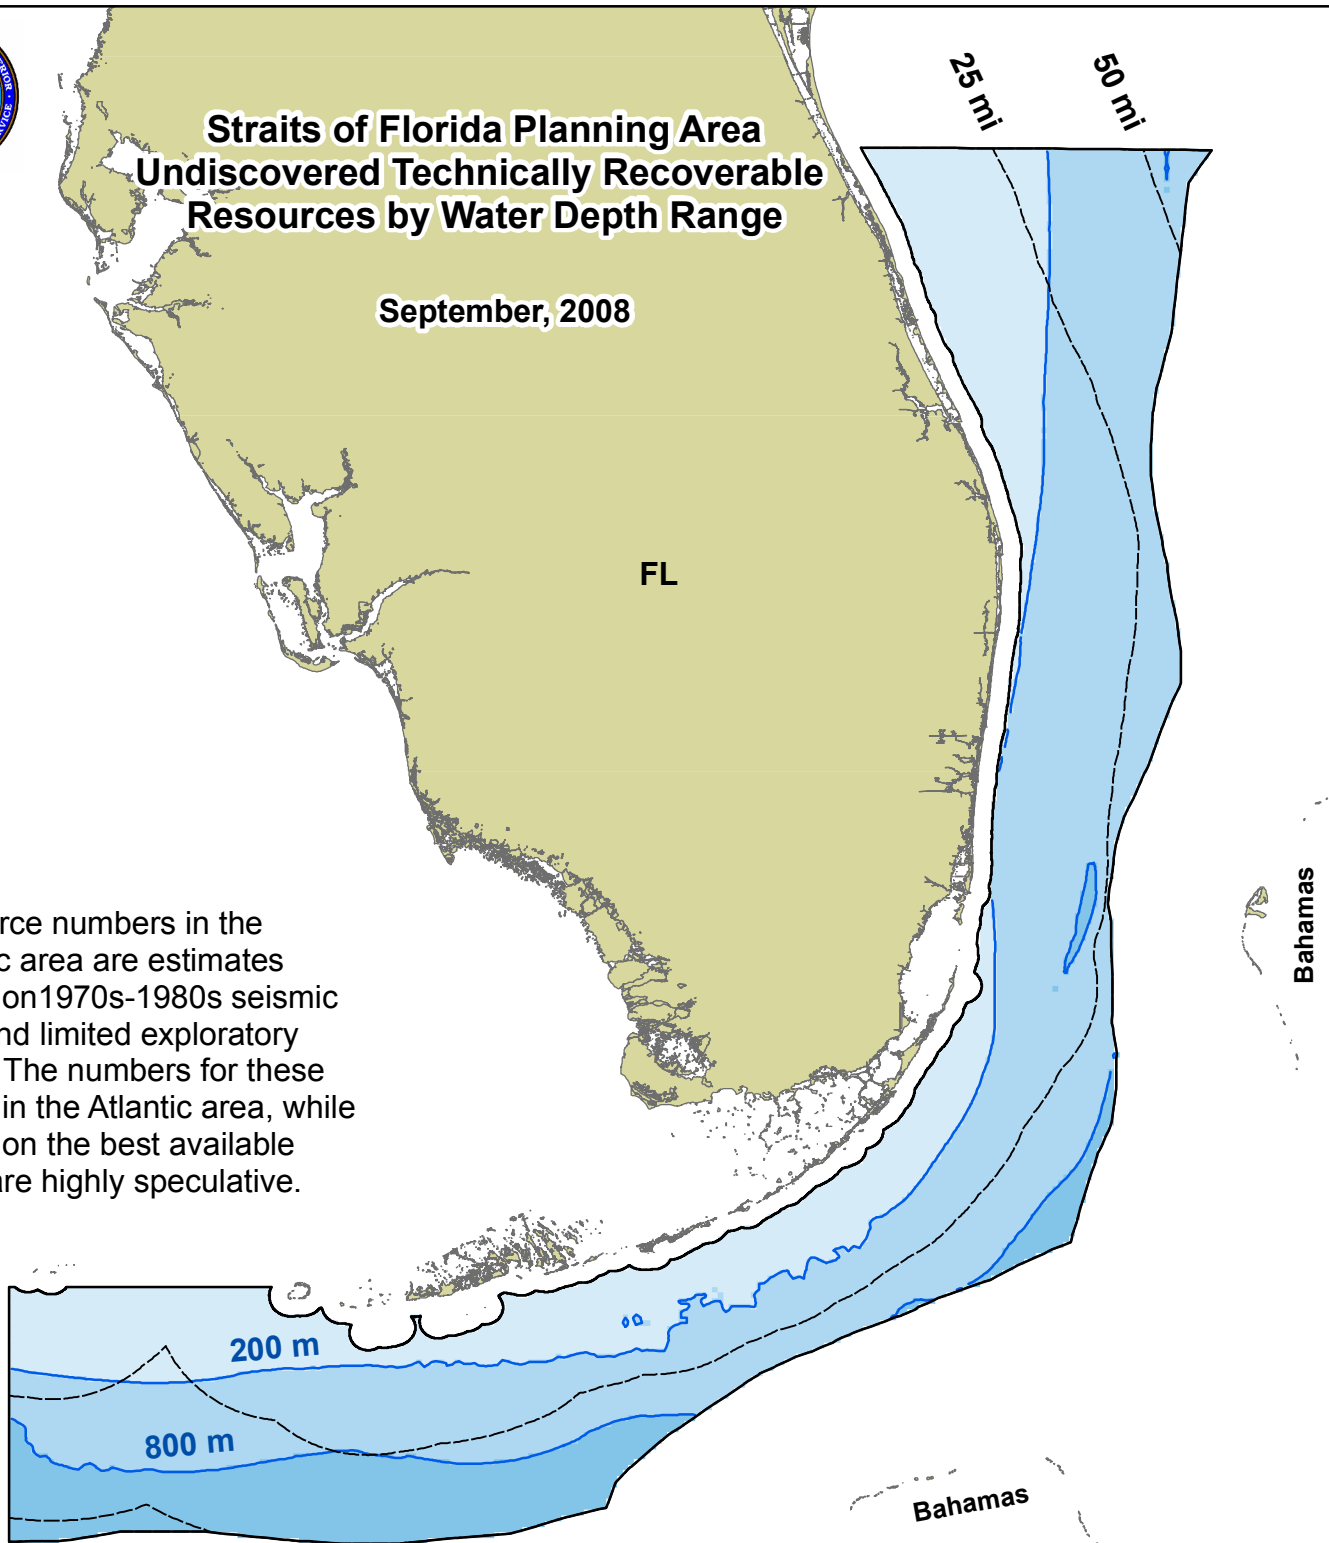 RIOR ·
VICE ·
Straits of Florida Planning Area
Undiscovered Technically Recoverable
Resources by Water Depth Range
September, 2008
25 mi
50 mi
FL
Bahamas
rce numbers in the
c area are estimates
on1970s-1980s seismic
nd limited exploratory
The numbers for these
in the Atlantic area, while
on the best available
are highly speculative.
200 m
800 m
Bahamas